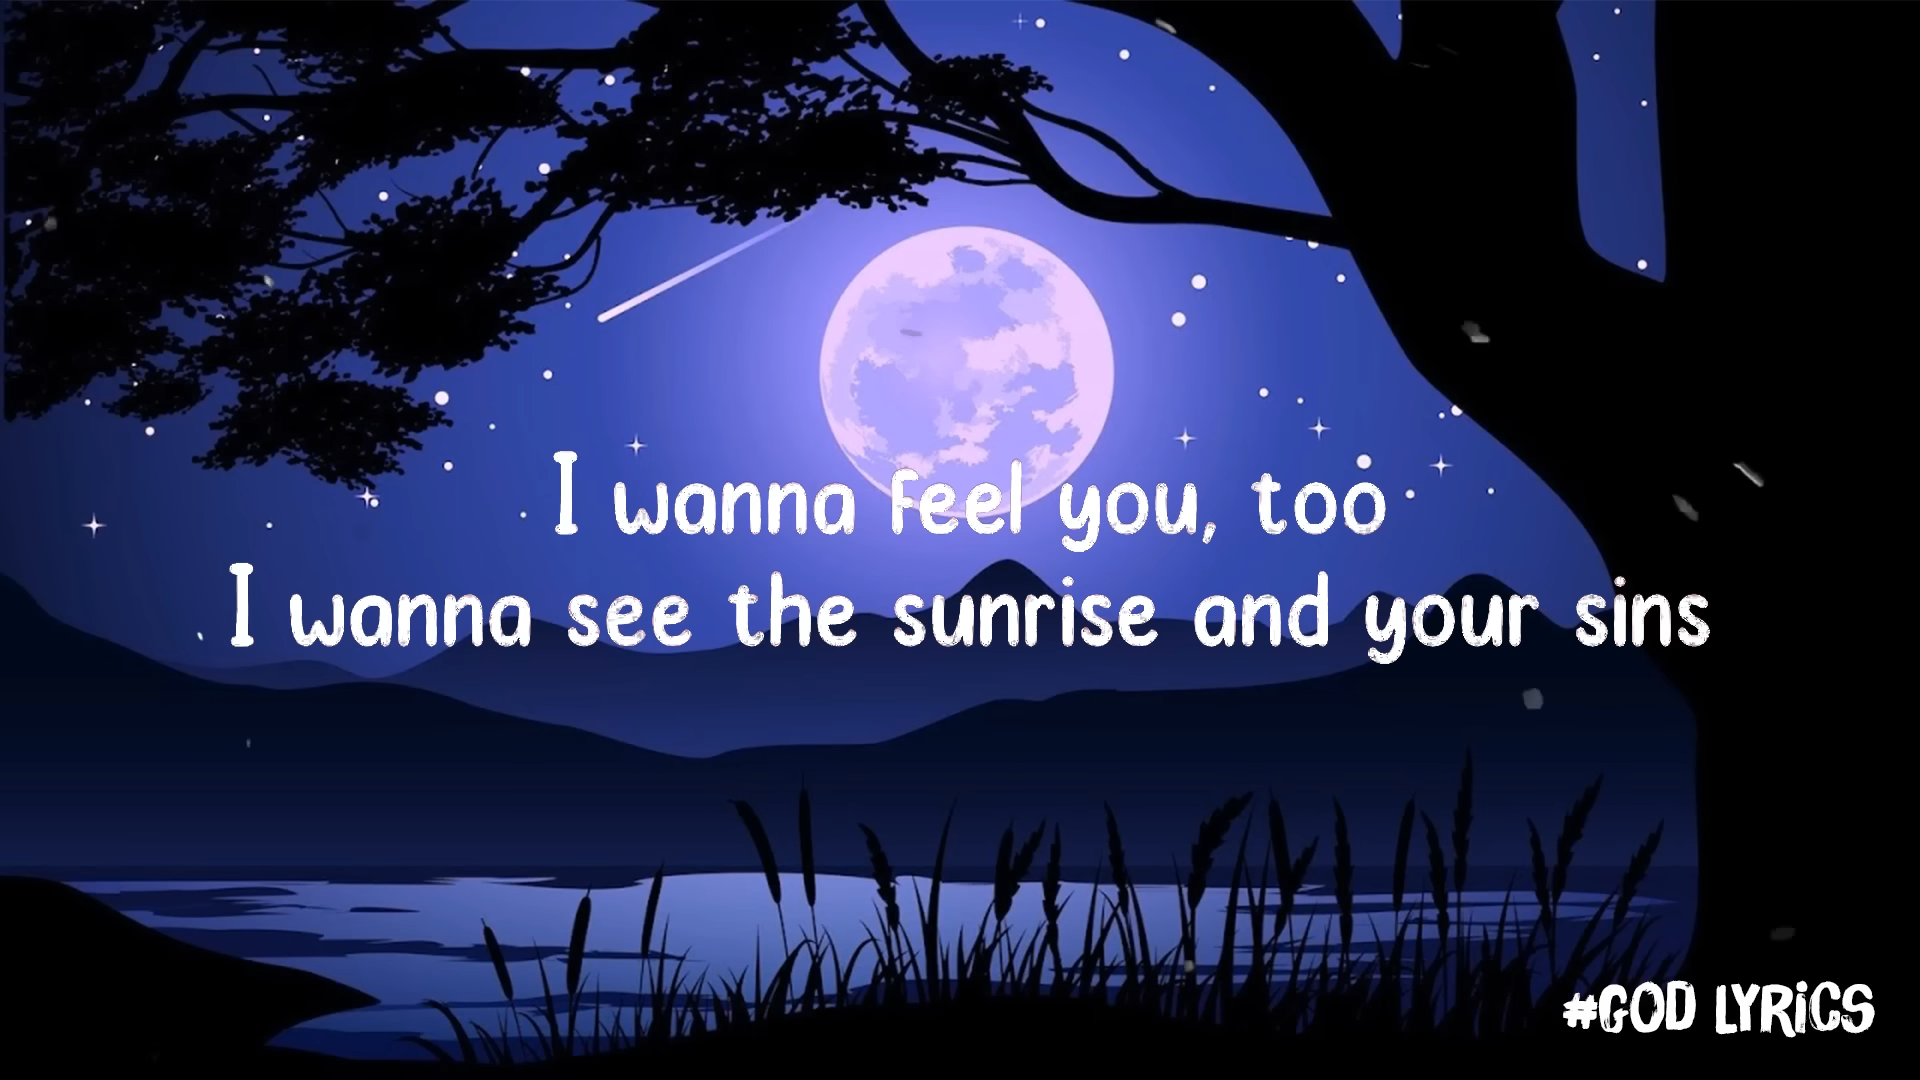 I wanna feel you, too
I wanna see the sunrise and your sins
#GOD LYRiCS